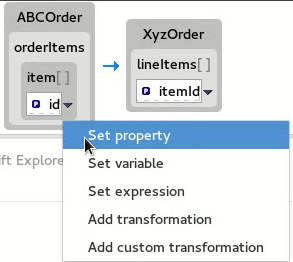 ABCOrder
orderItems
item[]
id
XyzOrder
lineItems[]
itemId
ift Explore
Set property
Set variable
Set expression
Add transformation
Add custom transformation